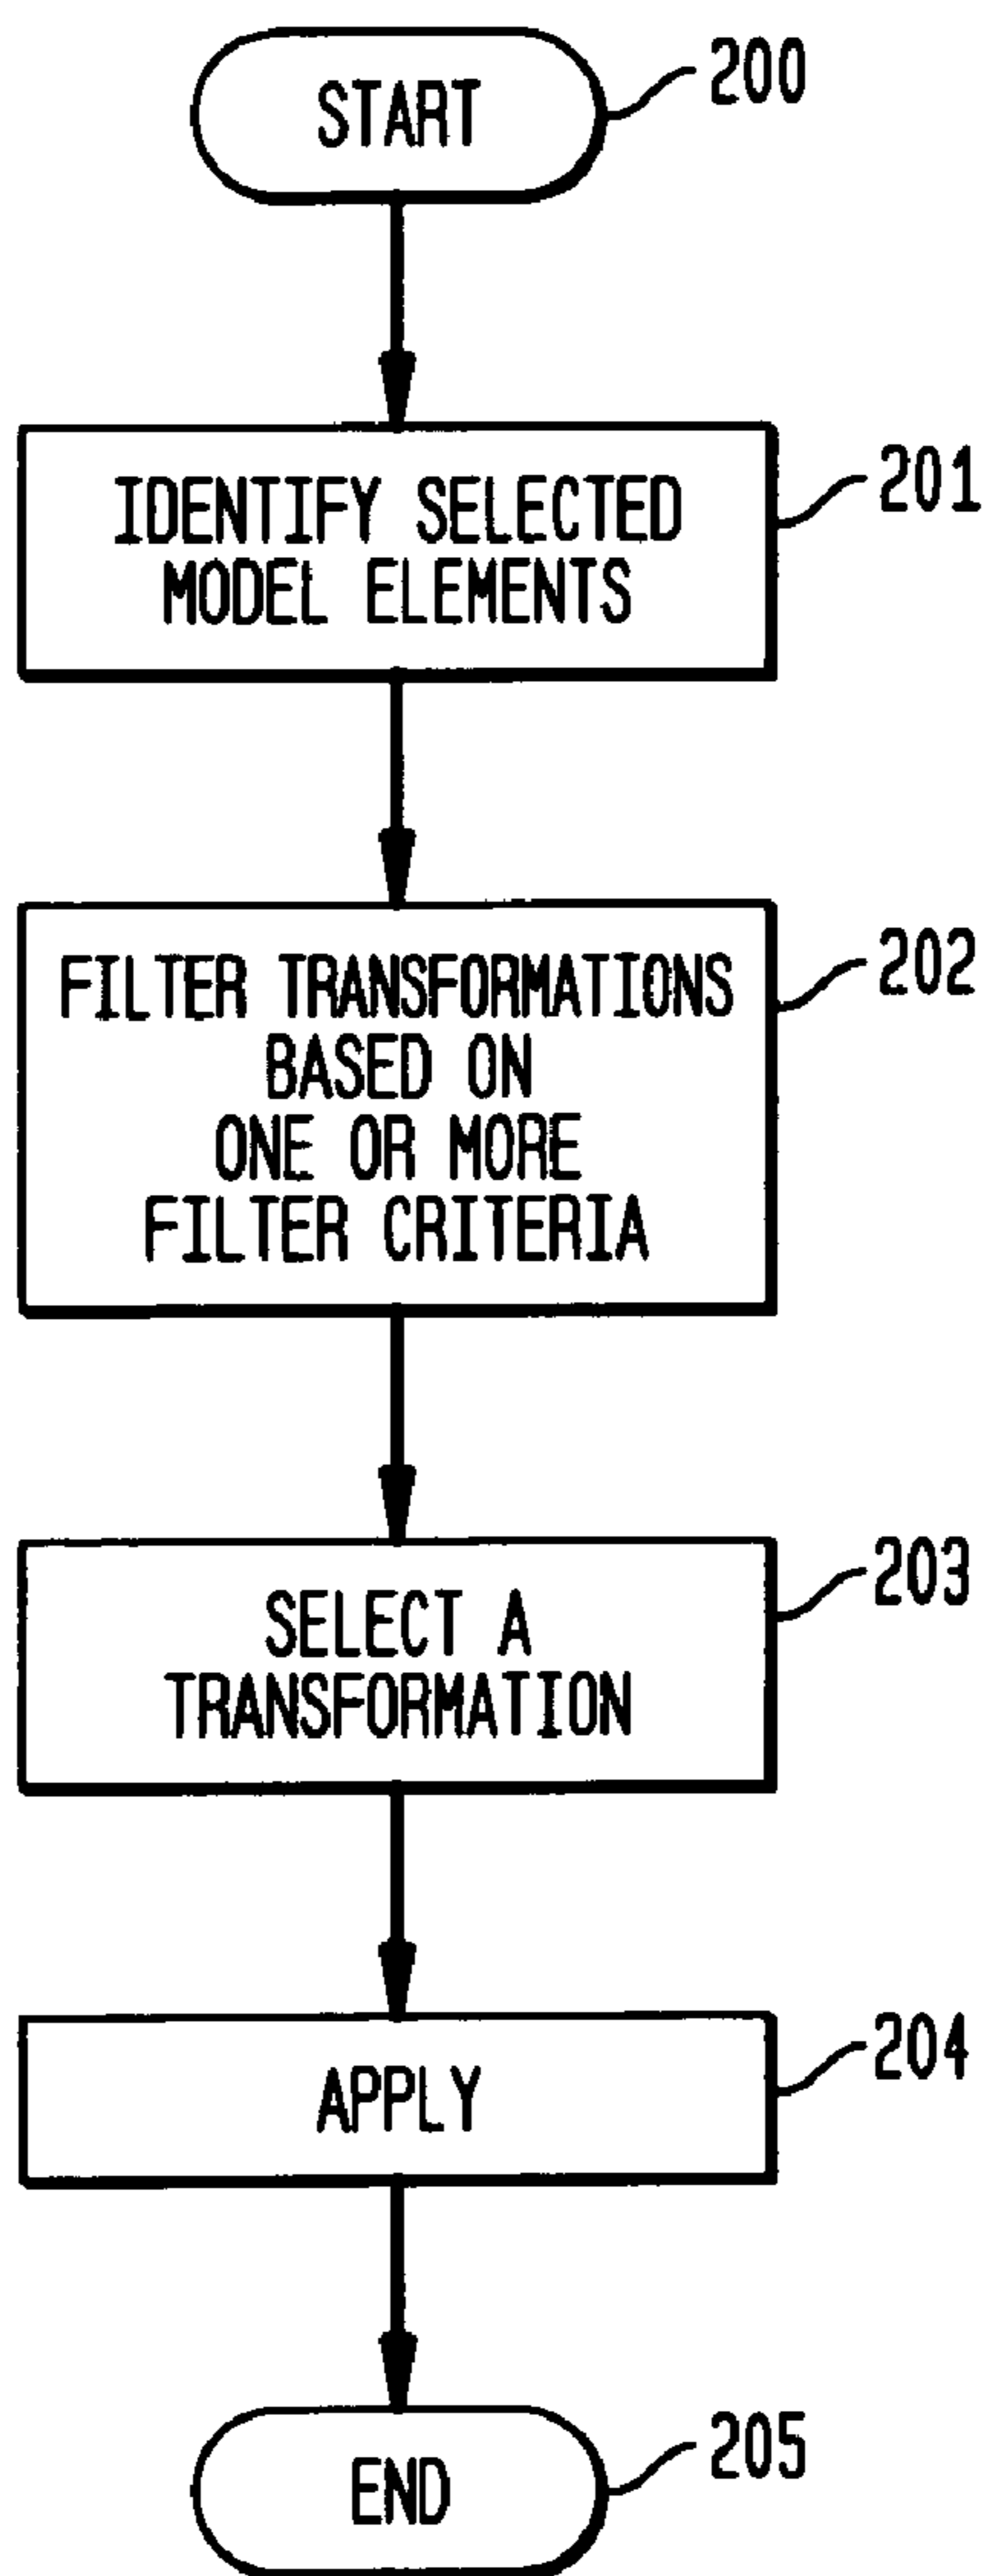 START
200
IDENTIFY SELECTED
MODEL ELEMENTS
201
FILTER TRANSFORMATIONS
BASED ON
ONE OR MORE
FILTER CRITERIA
202
SELECT A
TRANSFORMATION
203
APPLY
204
END
205